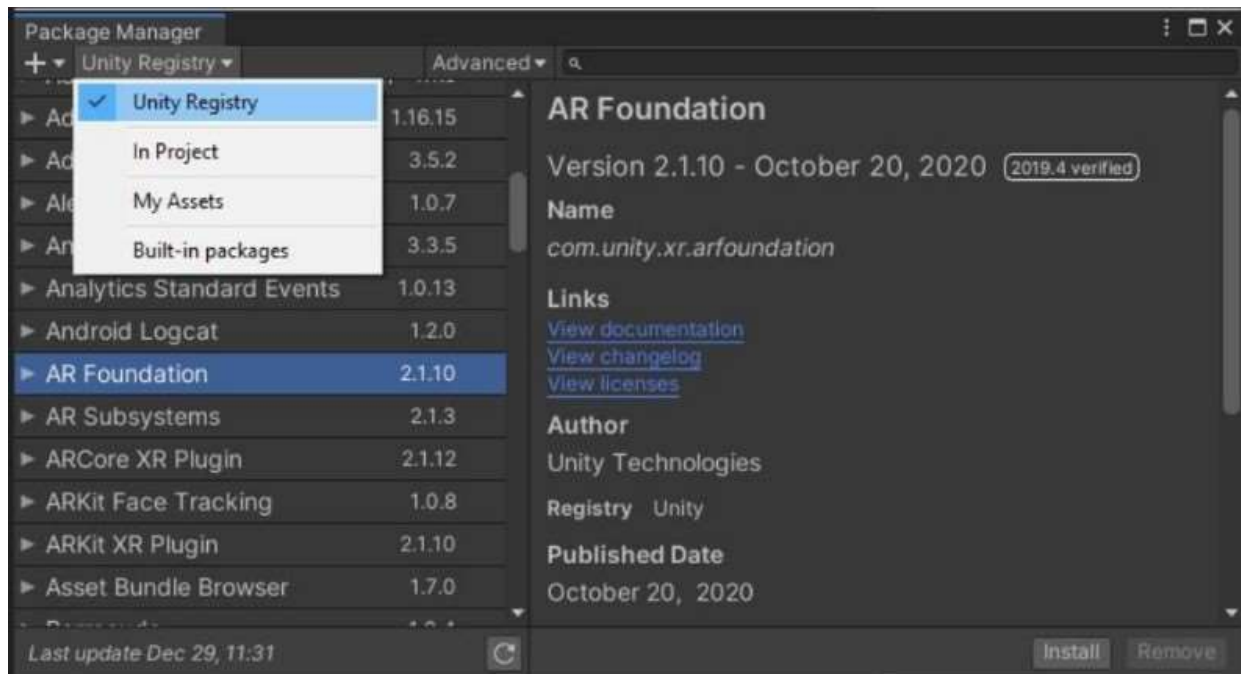 Package Manager
+ Unity Registry Advanced
Unity Registry
In Project
My Assets
Built-in packages
Ad 1.16.15
Ad 3.5.2
Ale 1.0.7
An 3.3.5
Analytics Standard Events 1.0.13
Android Logcat 1.2.0
AR Foundation 2.1.10
AR Subsystems 2.1.3
ARCore XR Plugin 2.1.12
ARKit Face Tracking 1.0.8
ARKit XR Plugin 2.1.10
Asset Bundle Browser 1.7.0
Last update Dec 29, 11:31
AR Foundation
Version 2.1.10 - October 20, 2020 2019.4 verified
Name
com.unity.xr.arfoundation
Links
View documentation
View changelog
View licenses
Author
Unity Technologies
Registry Unity
Published Date
October 20, 2020
Install Remove